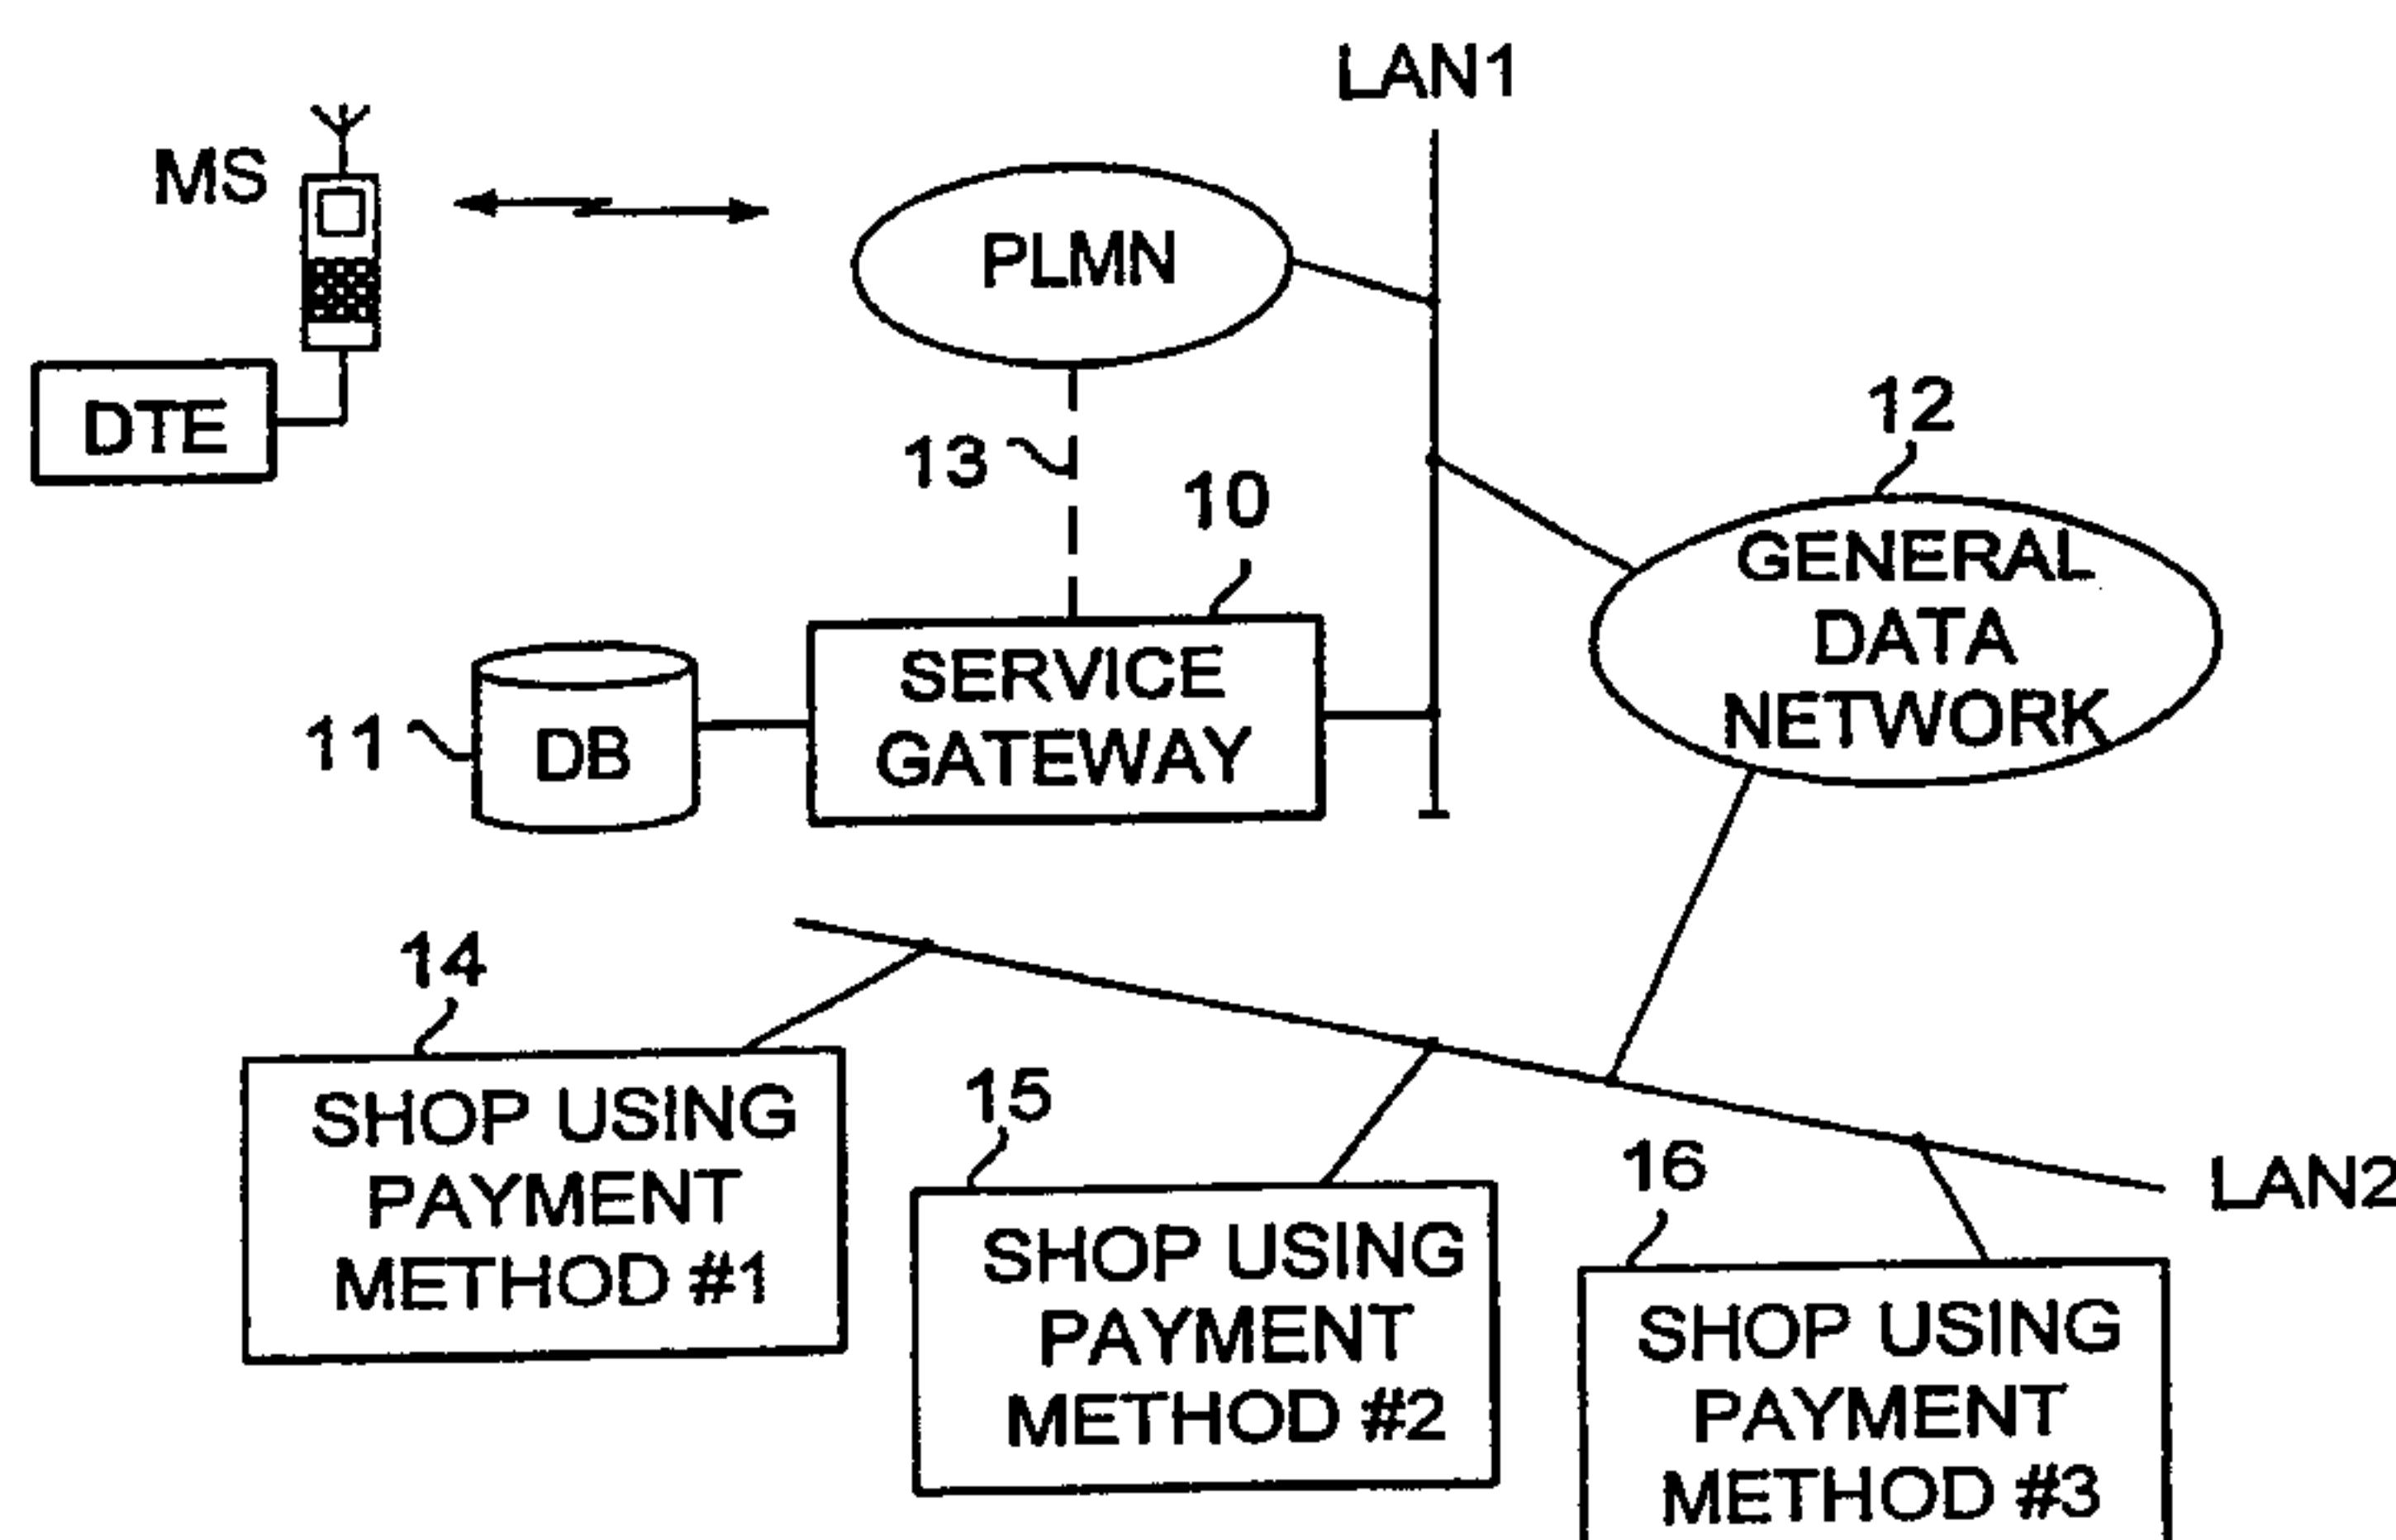 LAN1
MS
PLMN
DTE
12
13
10
GENERAL
DATA
NETWORK
SERVICE
GATEWAY
11
DB
14
SHOP USING
PAYMENT
METHOD #1
15
SHOP USING
PAYMENT
METHOD #2
16
LAN2
SHOP USING
PAYMENT
METHOD #3